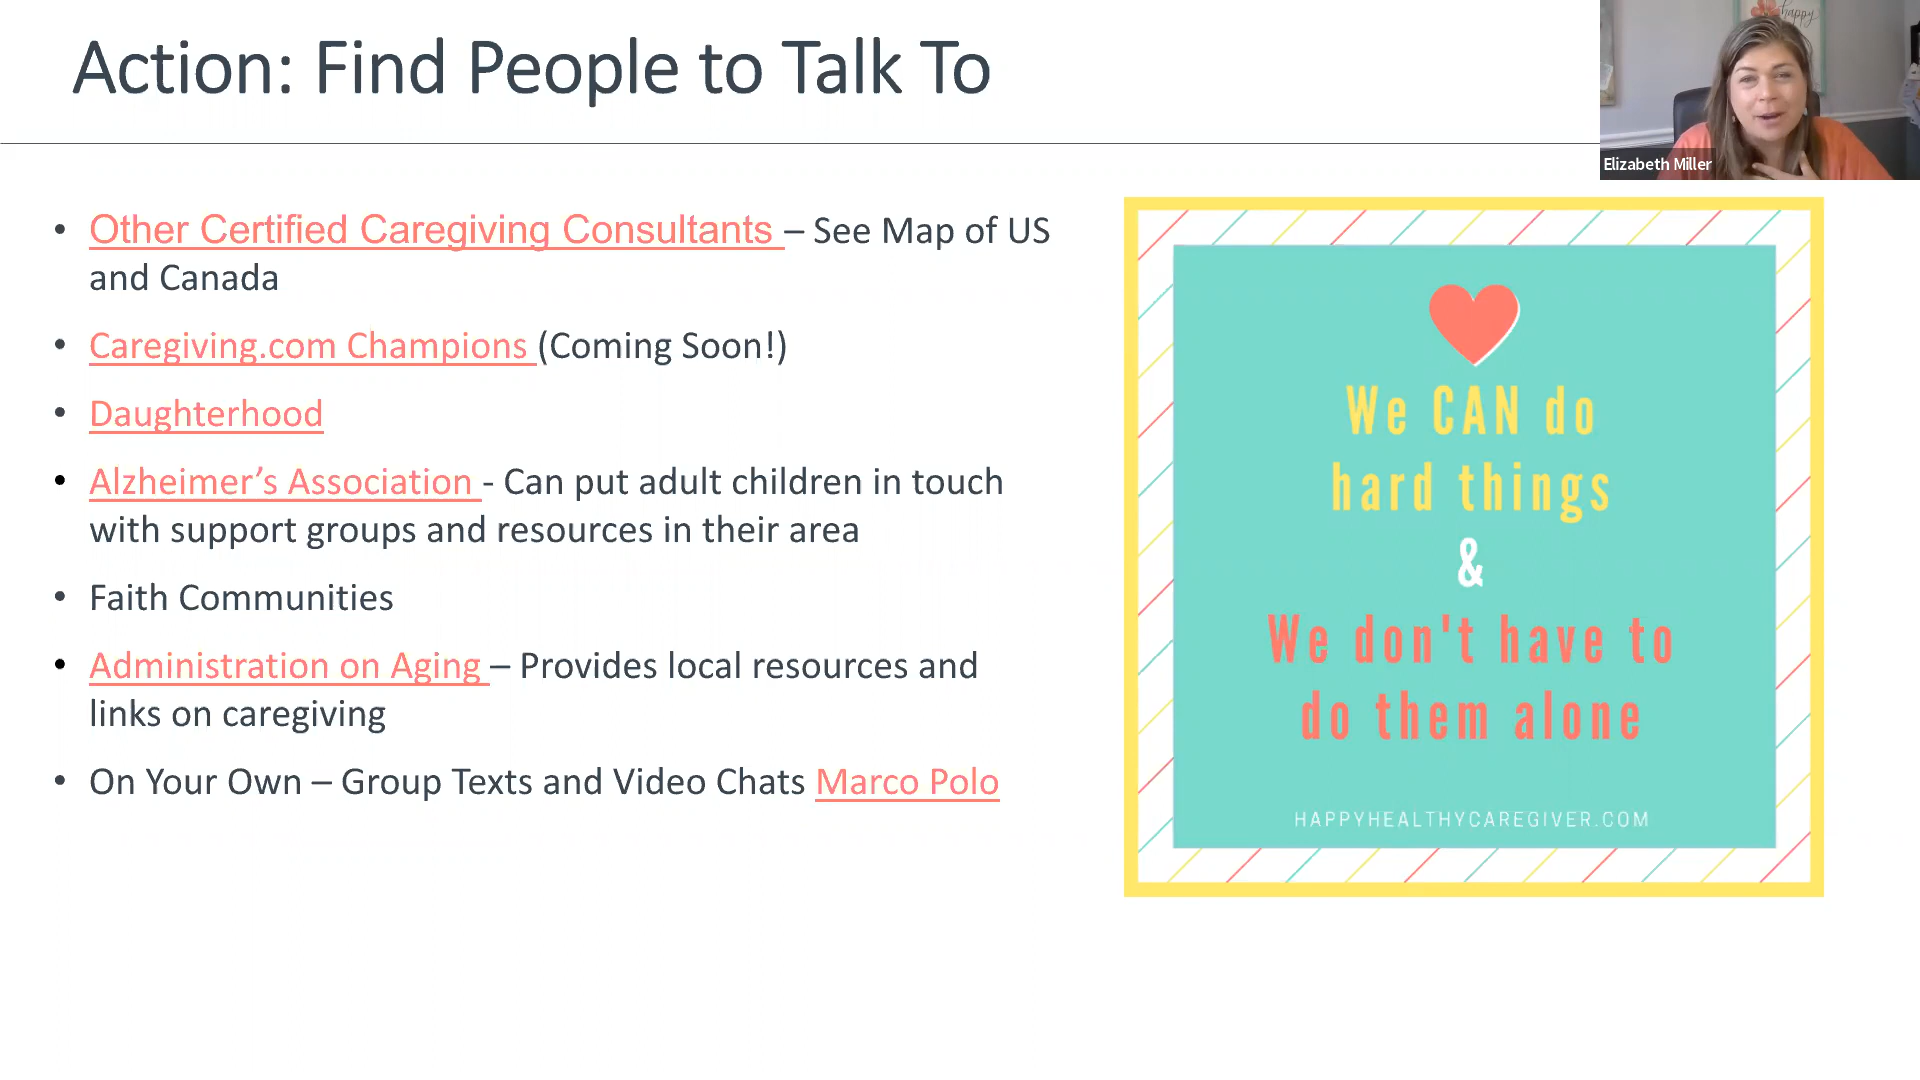 Action: Find People to Talk To
happy
Elizabeth Miller
• Other Certified Caregiving Consultants – See Map of US
and Canada
• Caregiving.com Champions (Coming Soon!)
• Daughterhood
• Alzheimer’s Association - Can put adult children in touch
with support groups and resources in their area
• Faith Communities
• Administration on Aging – Provides local resources and
links on caregiving
• On Your Own – Group Texts and Video Chats Marco Polo
We CAN do
hard things
&
We don't have to
do them alone
HAPPYHEALTHYCAREGIVER.COM